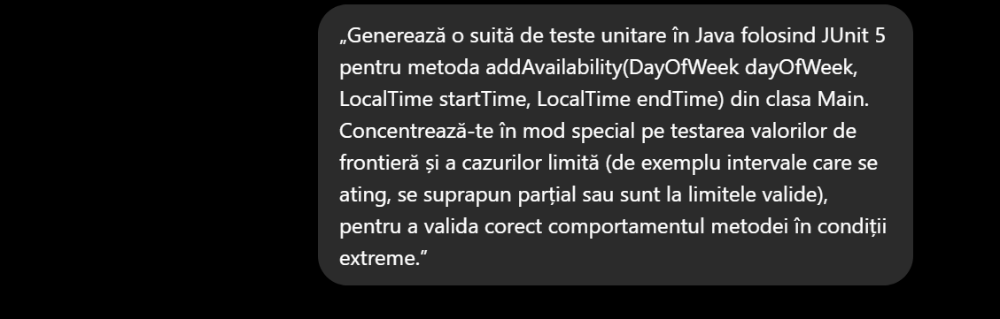 „Generează o suită de teste unitare în Java folosind JUnit 5
pentru metoda addAvailability(DayOfWeek dayOfWeek,
LocalTime startTime, LocalTime endTime) din clasa Main.
Concentrează-te în mod special pe testarea valorilor de
frontieră și a cazurilor limită (de exemplu intervale care se
ating, se suprapun parțial sau sunt la limitele valide),
pentru a valida corect comportamentul metodei în condiții
extreme.”